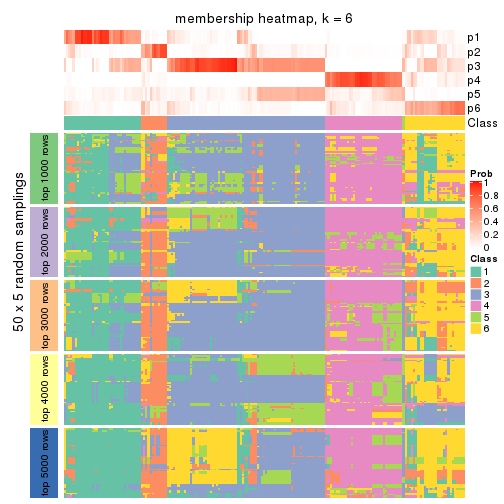 membership heatmap, k = 6
p1
p2
p3
p4
p5
p6
Class
50 x 5 random samplings
top 1000 rows
top 2000 rows
top 3000 rows
top 4000 rows
top 5000 rows
Prob
1
0.8
0.6
0.4
0.2
0
Class
1
2
3
4
5
6